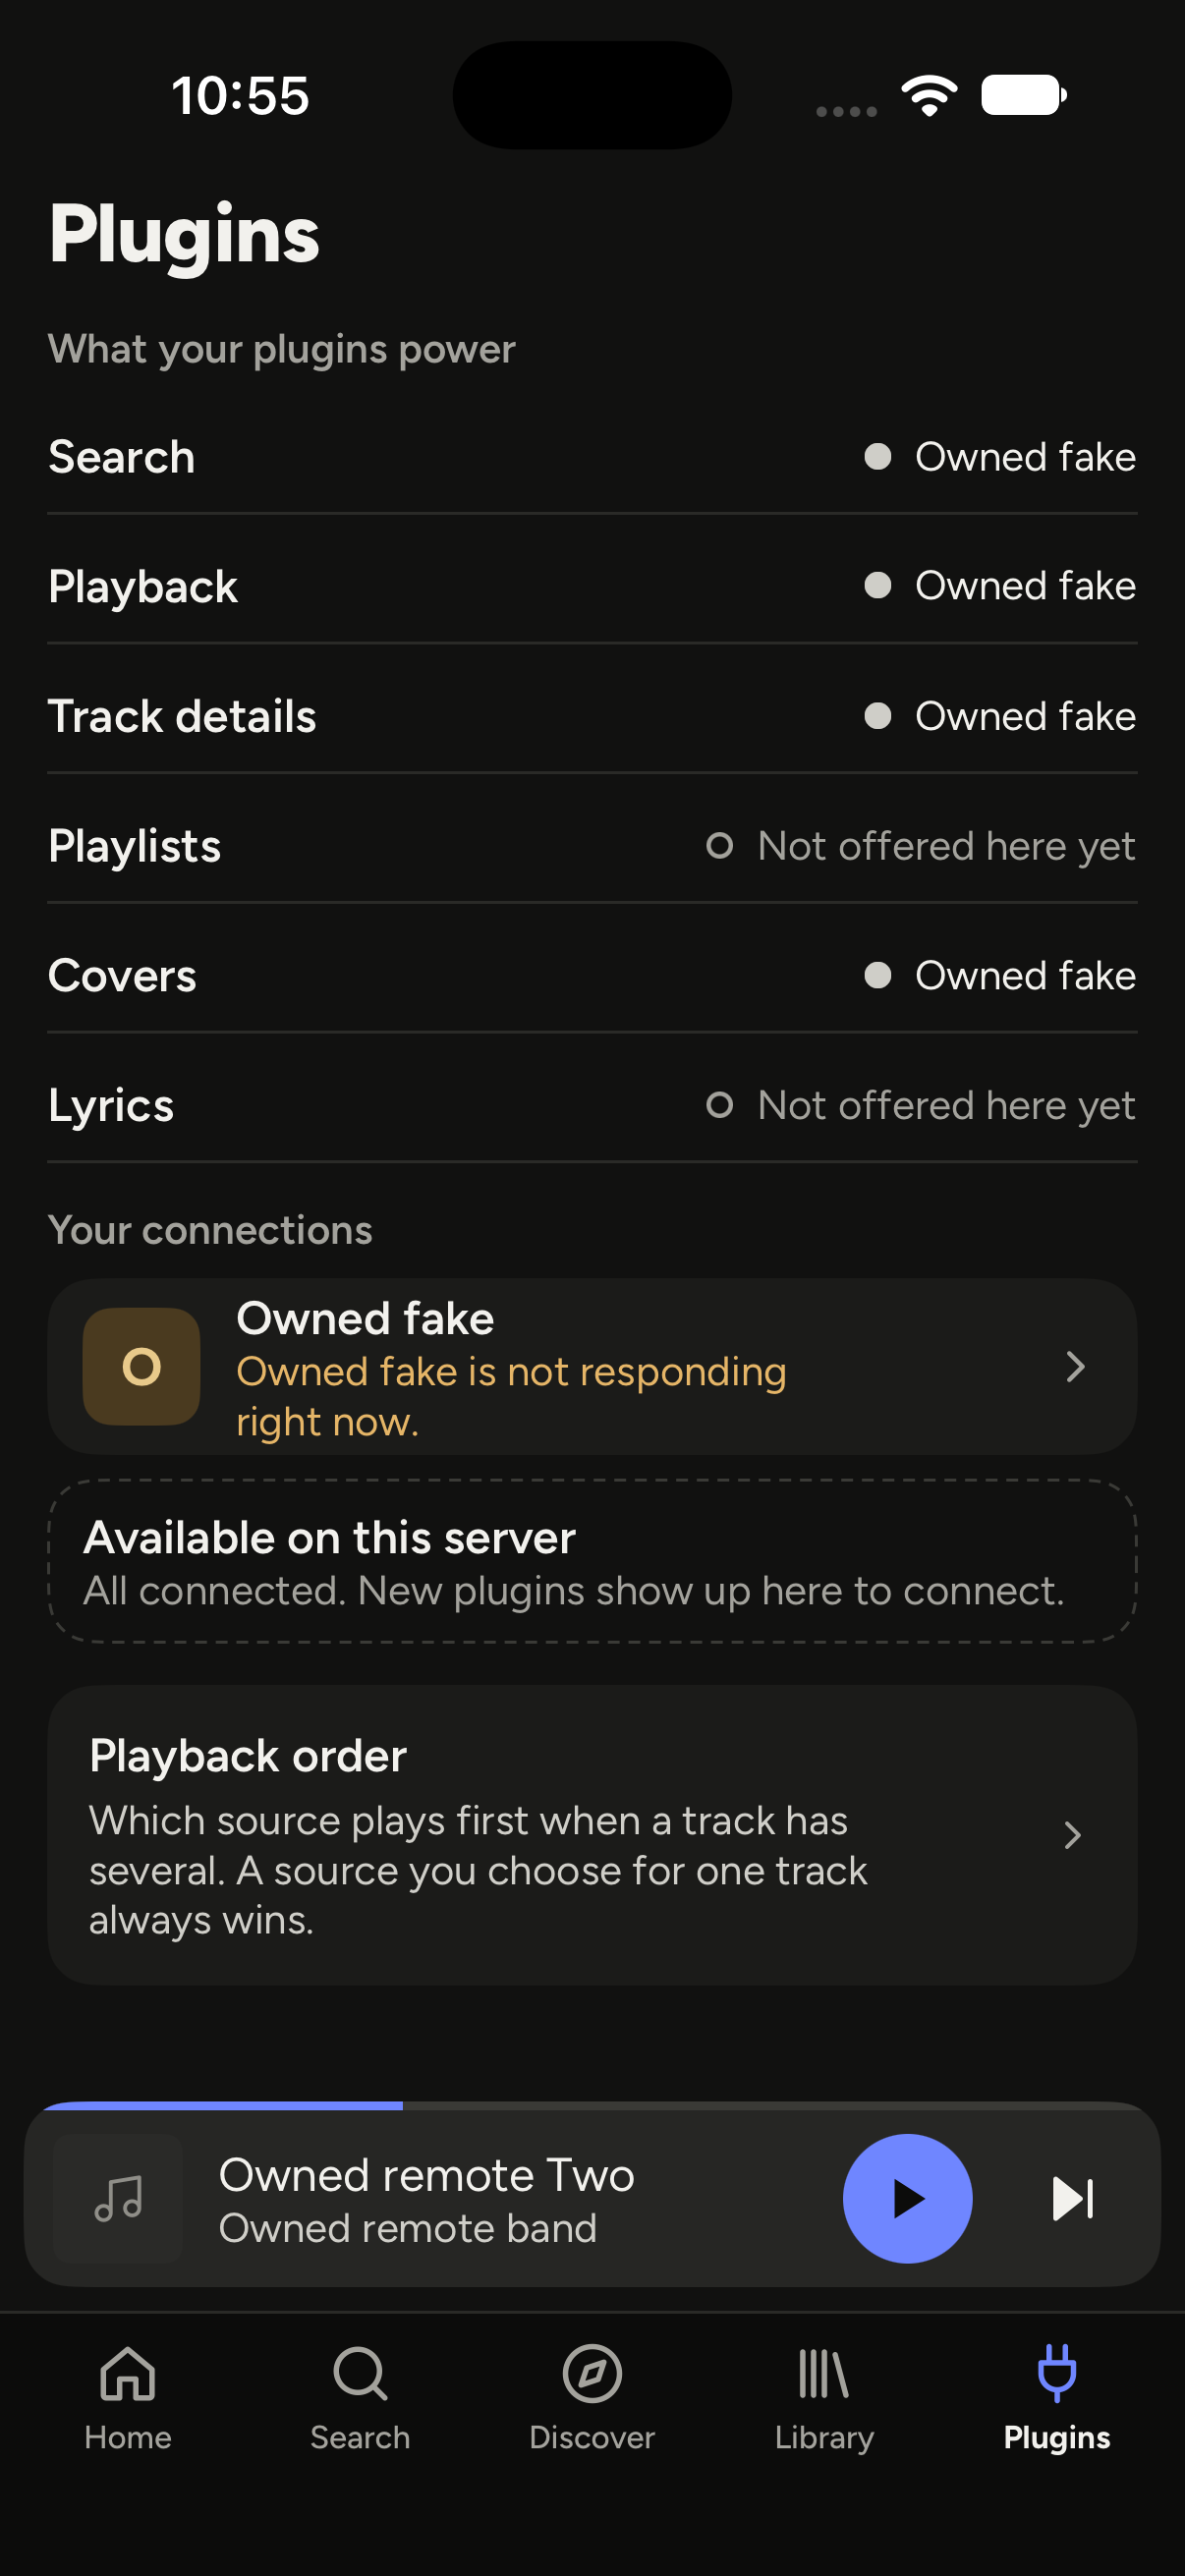 10:55
Plugins
What your plugins power
Search
Owned fake
Playback
Owned fake
Track details
Owned fake
Playlists
Not offered here yet
Covers
Owned fake
Lyrics
Not offered here yet
Your connections
O
Owned fake
Owned fake is not responding
right now.
Available on this server
All connected. New plugins show up here to connect.
Playback order
Which source plays first when a track has
several. A source you choose for one track
always wins.
Owned remote Two
Owned remote band
Home
Search
Discover
Library
Plugins